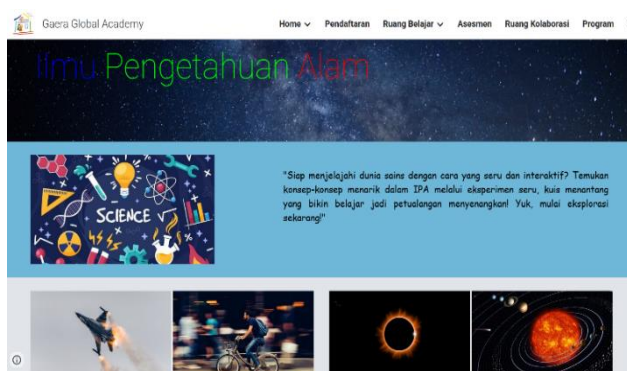 Gaera Global Academy
Home Pendaftaran Ruang Belajar Asesmen Ruang Kolaborasi Program
Ilmu Pengetahuan Alam
SCIENCE
"Siap menjelajahi dunia sains dengan cara yang seru dan interaktif? Temukan
konsep-konsep menarik dalam IPA melalui eksperimen seru, kuis menantang
yang bikin belajar jadi petualangan menyenangkan! Yuk, mulai eksplorasi
sekarang!"